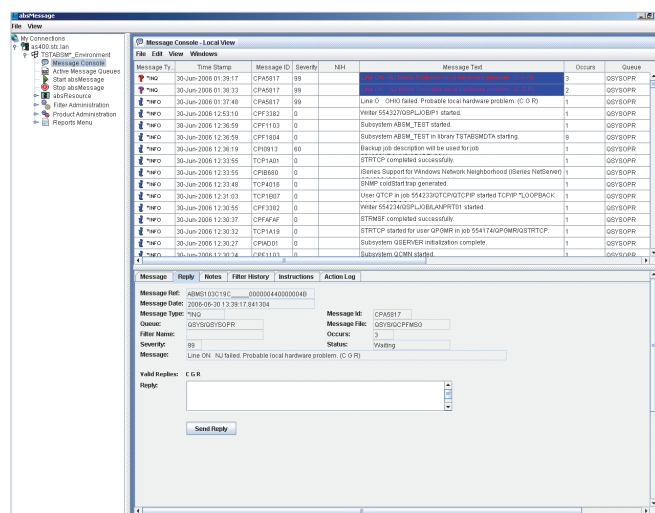 absMessage
File View
My Connections
as400.stc.lan
TSTABSM*_Environment
Message Console
Active Message Queues
Start absMessage
Stop absMessage
absResource
Filter Administration
Product Administration
Reports Menu
Message Console - Local View
File Edit View Windows
Message Ty... Time Stamp Message ID Severity NIH Message Text Occurs Queue
*INQ 30-Jun-2006 01:39:17 CPA5817 99 3 QSYSOPR
*INQ 30-Jun-2006 01:38:33 CPA5817 99 2 QSYSOPR
*INFO 30-Jun-2006 01:37:48 CPA5817 99 Line O OHIO failed. Probable local hardware problem. (C G R) 1 QSYSOPR
*INFO 30-Jun-2006 12:53:10 CPF3382 0 Writer 554327/QSPLJOB/P1 started. 1 QSYSOPR
*INFO 30-Jun-2006 12:36:59 CPF1103 0 Subsystem ABSM_TEST started. 1 QSYSOPR
*INFO 30-Jun-2006 12:36:59 CPF1804 0 Subsystem ABSM_TEST in library TSTABSMDTA starting. 9 QSYSOPR
*INFO 30-Jun-2006 12:36:19 CPI0913 60 Backup job description will be used for job 1 QSYSOPR
*INFO 30-Jun-2006 12:33:55 TCP1A01 0 STRTCP completed successfully. 1 QSYSOPR
*INFO 30-Jun-2006 12:33:55 CPIB680 0 iSeries Support for Windows Network Neighborhood (iSeries NetServer) 1 QSYSOPR
*INFO 30-Jun-2006 12:33:48 TCP4016 0 SNMP coldStart trap generated. 1 QSYSOPR
*INFO 30-Jun-2006 12:31:03 TCP1B07 0 User QTCP in job 554233/QTCP/QTCPIP started TCP/IP *LOOPBACK 1 QSYSOPR
*INFO 30-Jun-2006 12:30:55 CPF3382 0 Writer 554234/QSPLJOB/LANPRT01 started. 1 QSYSOPR
*INFO 30-Jun-2006 12:30:37 CPFAFAF 0 STRMSF completed successfully. 1 QSYSOPR
*INFO 30-Jun-2006 12:30:32 TCP1A19 0 STRTCP started for user QPGMR in job 554174/QPGMR/QSTRTCP. 1 QSYSOPR
*INFO 30-Jun-2006 12:30:27 CPIAD01 0 Subsystem QSERVER initialization complete. 1 QSYSOPR
*INFO 30-Jun-2006 12:30:24 CPF1103 0 Subsystem QCMN started. 1 QSYSOPR
Message Reply Notes Filter History Instructions Action Log
Message Ref: ABMS103C19C_____000000440000004B
Message Date: 2006-06-30 13:39:17.841304
Message Type: *INQ Message Id: CPA5817
Queue: QSYS/QSYSOPR Message File: QSYS/QCPFMSG
Filter Name: Occurs: 3
Severity: 99 Status: Waiting
Message: Line ON NJ failed. Probable local hardware problem. (C G R)
Valid Replies: C G R
Reply:
Send Reply